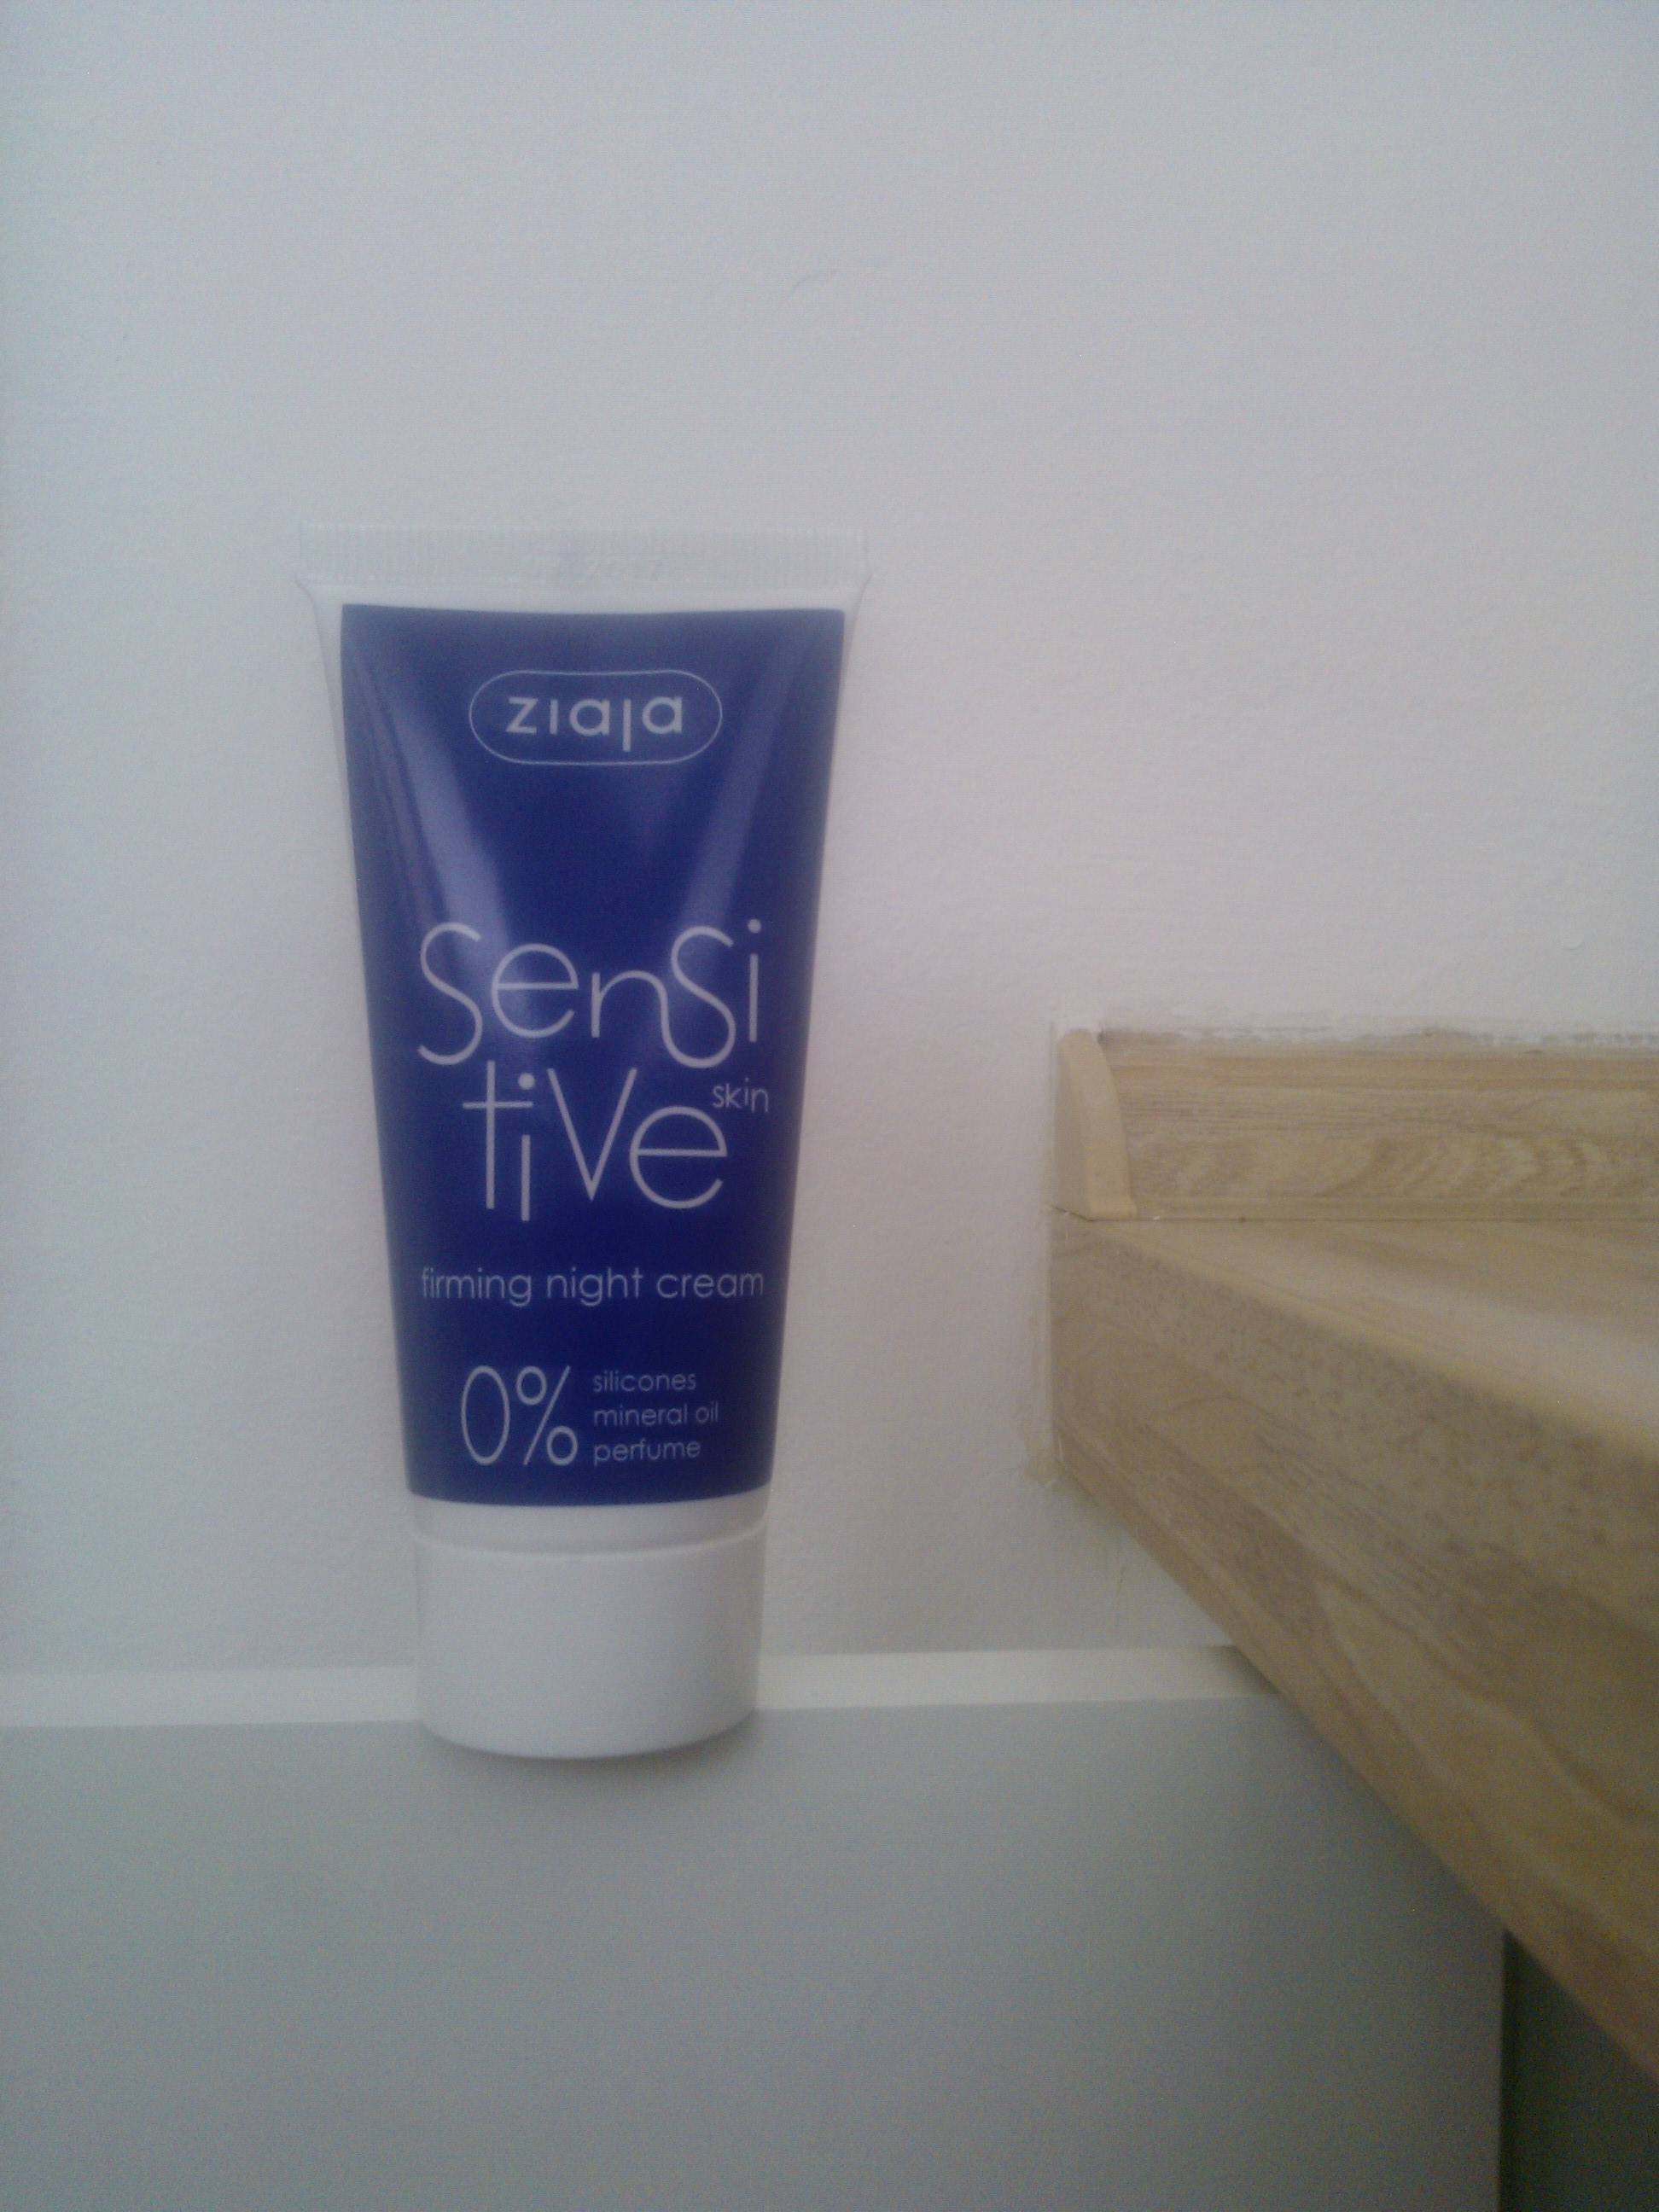 ziaja
sensi
tive skin
firming night cream
0% silicones
mineral oil
perfume